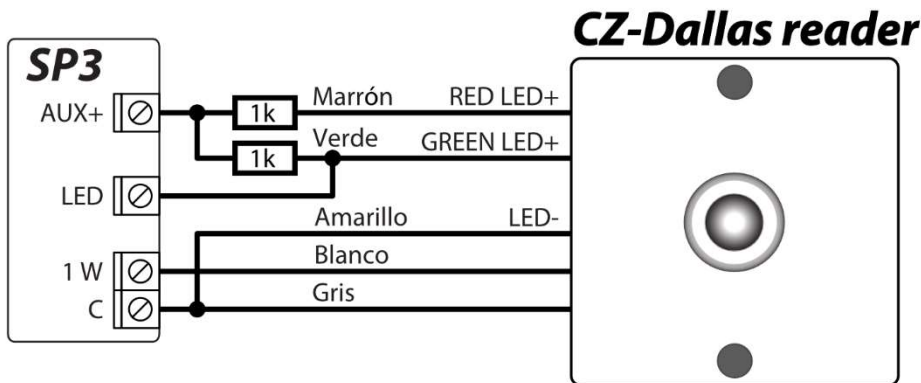 CZ-Dallas reader
SP3
AUX+
1k
Marrón
RED LED+
1k
Verde
GREEN LED+
LED
Amarillo
LED-
1 W
Blanco
C
Gris